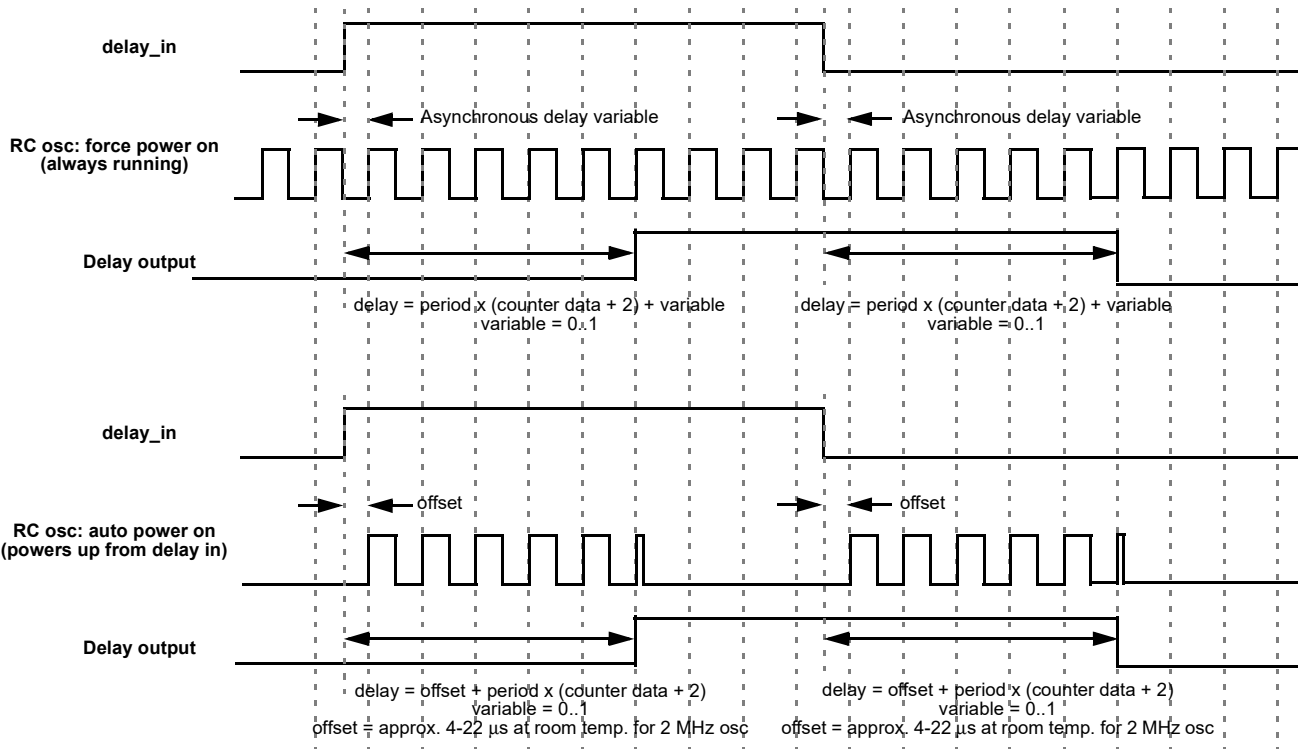 delay_in
Asynchronous delay variable
Asynchronous delay variable
RC osc: force power on
(always running)
Delay output
delay = period x (counter data + 2) + variable
variable = 0..1
delay = period x (counter data + 2) + variable
variable = 0..1
delay_in
offset
offset
RC osc: auto power on
(powers up from delay in)
Delay output
delay = offset + period x (counter data + 2)
variable = 0..1
offset = approx. 4-22 μs at room temp. for 2 MHz osc
delay = offset + period x (counter data + 2)
variable = 0..1
offset = approx. 4-22 μs at room temp. for 2 MHz osc